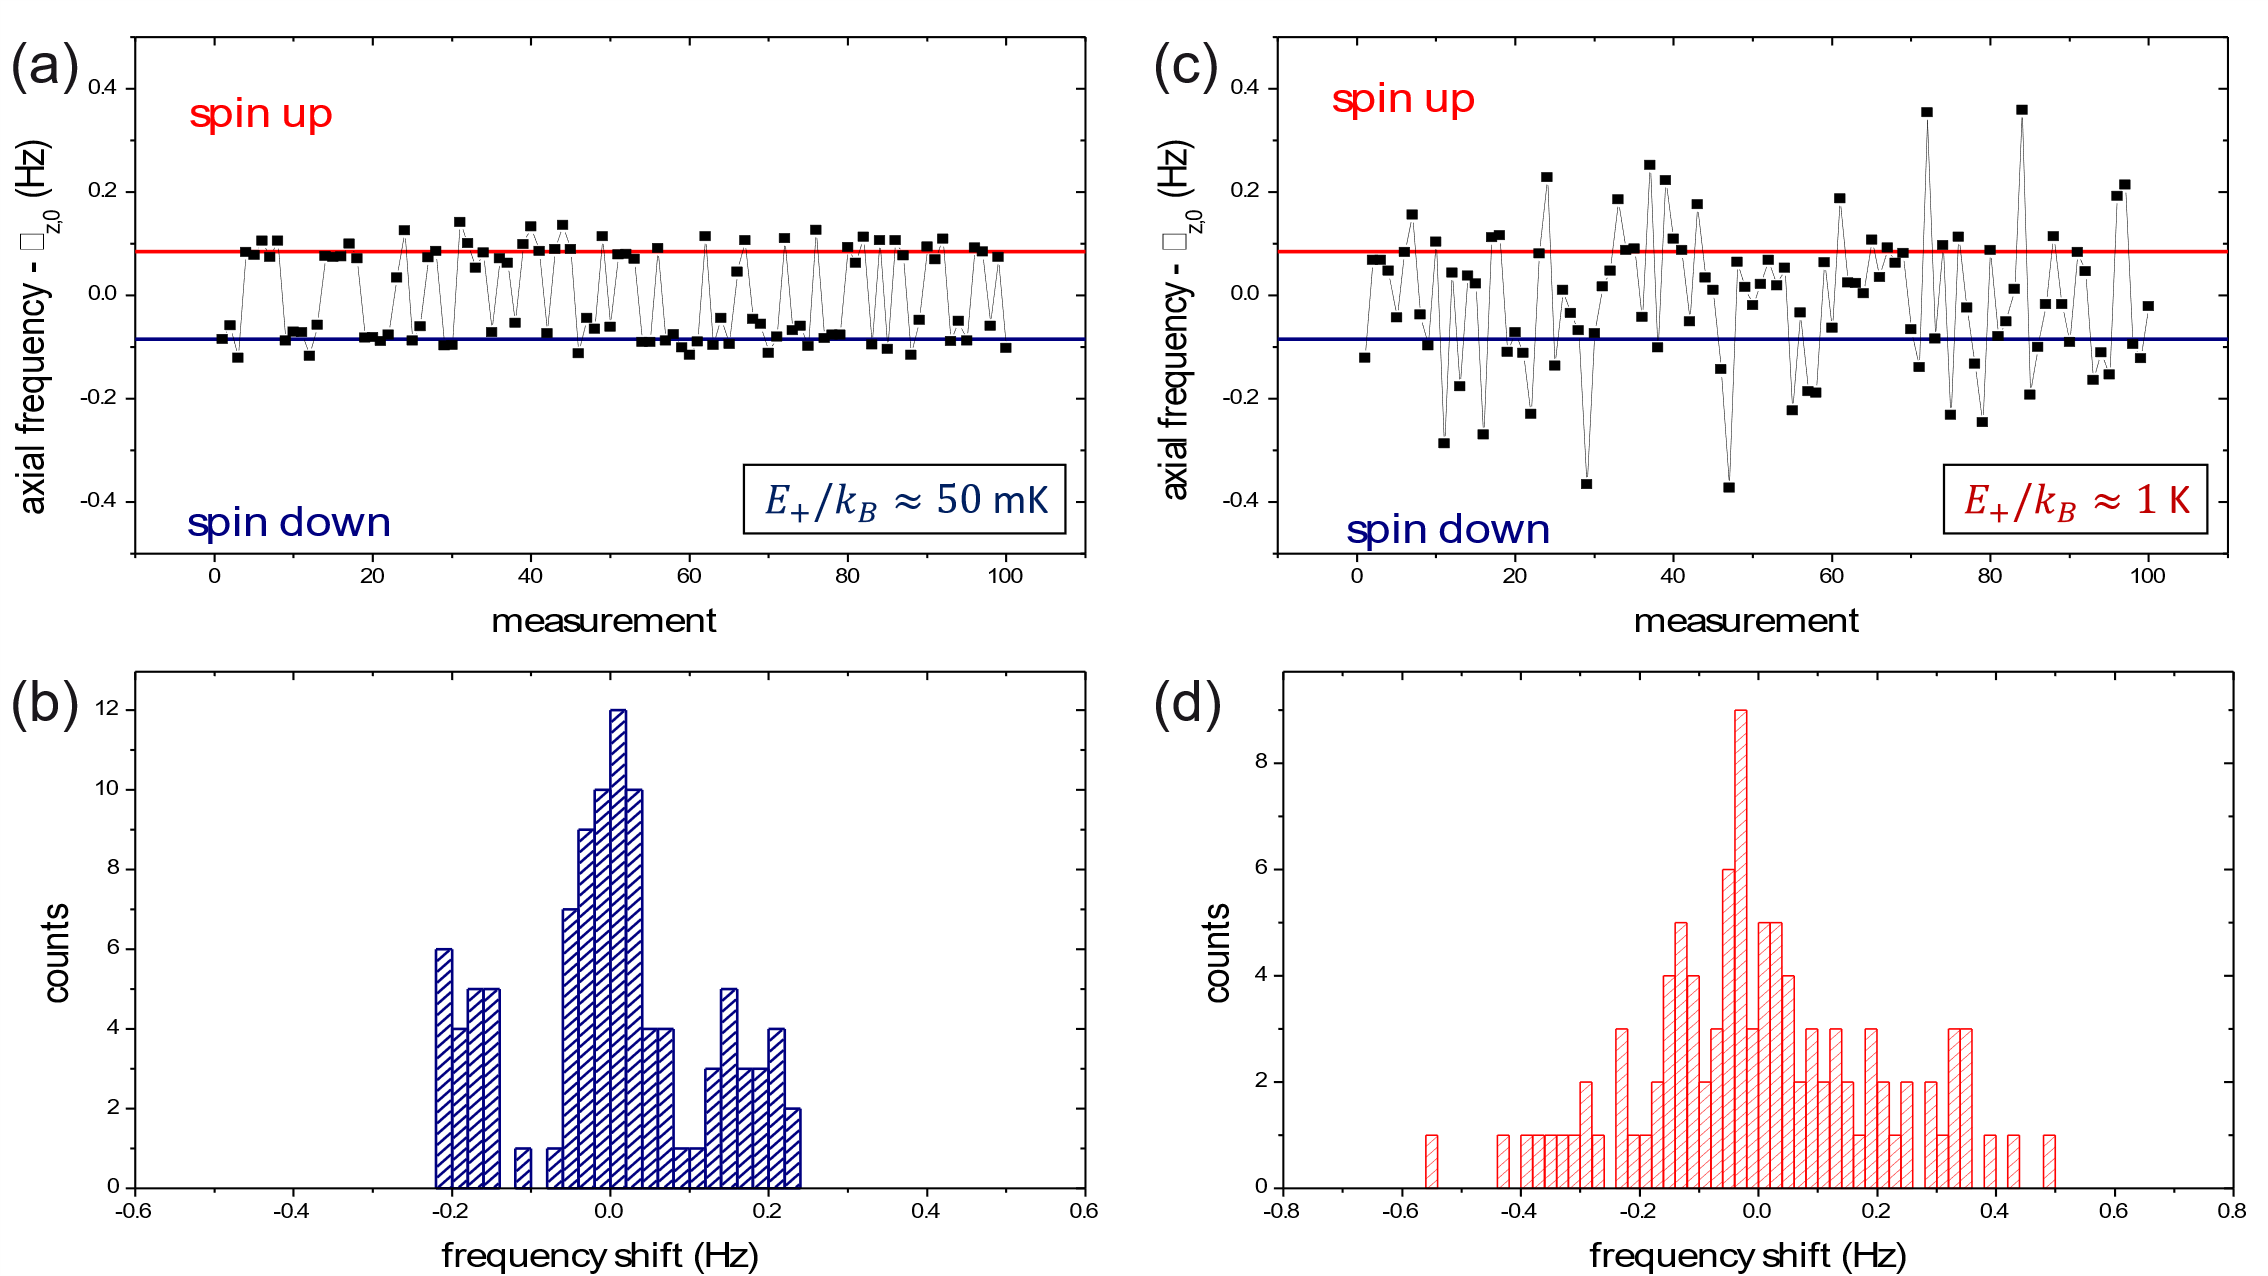 (a)
axial frequency - □z,0 (Hz)
0.4
0.2
0.0
-0.2
-0.4
spin up
spin down
E+/kB ≈ 50 mK
0 20 40 60 80 100
measurement
(c)
axial frequency - □z,0 (Hz)
0.4
0.2
0.0
-0.2
-0.4
spin up
spin down
E+/kB ≈ 1 K
0 20 40 60 80 100
measurement
(b)
counts
12
10
8
6
4
2
0
-0.6 -0.4 -0.2 0.0 0.2 0.4 0.6
frequency shift (Hz)
(d)
counts
8
6
4
2
0
-0.8 -0.6 -0.4 -0.2 0.0 0.2 0.4 0.6 0.8
frequency shift (Hz)